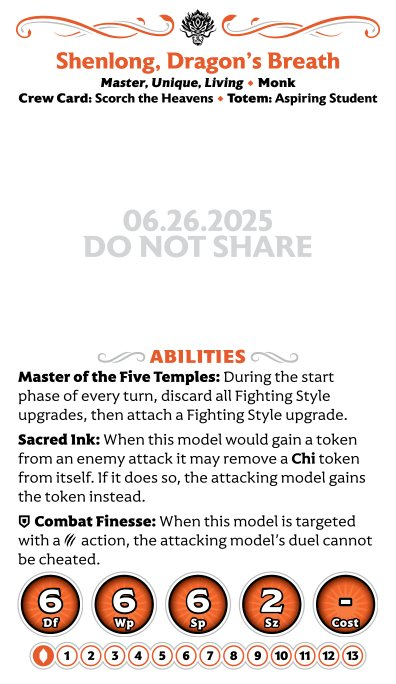 Shenlong, Dragon's Breath
Master, Unique, Living ♦ Monk
Crew Card: Scorch the Heavens ♦ Totem: Aspiring Student
06.26.2025
DO NOT SHARE
ABILITIES
Master of the Five Temples: During the start
phase of every turn, discard all Fighting Style
upgrades, then attach a Fighting Style upgrade.
Sacred Ink: When this model would gain a token
from an enemy attack it may remove a Chi token
from itself. If it does so, the attacking model gains
the token instead.
Combat Finesse: When this model is targeted
with a action, the attacking model's duel cannot
be cheated.
6 6 6 2 -
Df Wp Sp Sz Cost
1 2 3 4 5 6 7 8 9 10 11 12 13